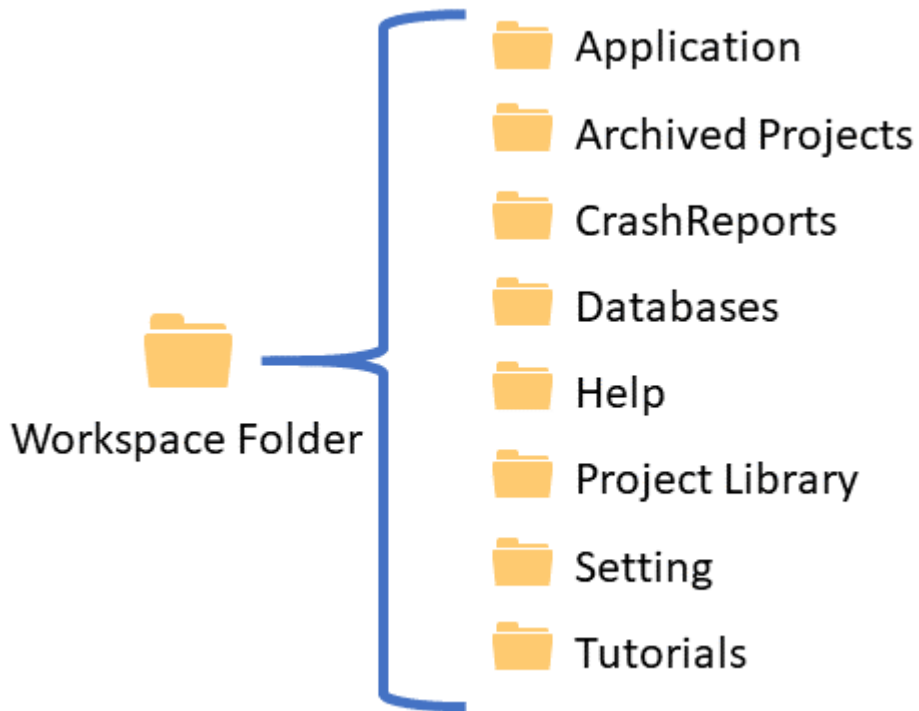 Workspace Folder
Application
Archived Projects
CrashReports
Databases
Help
Project Library
Setting
Tutorials